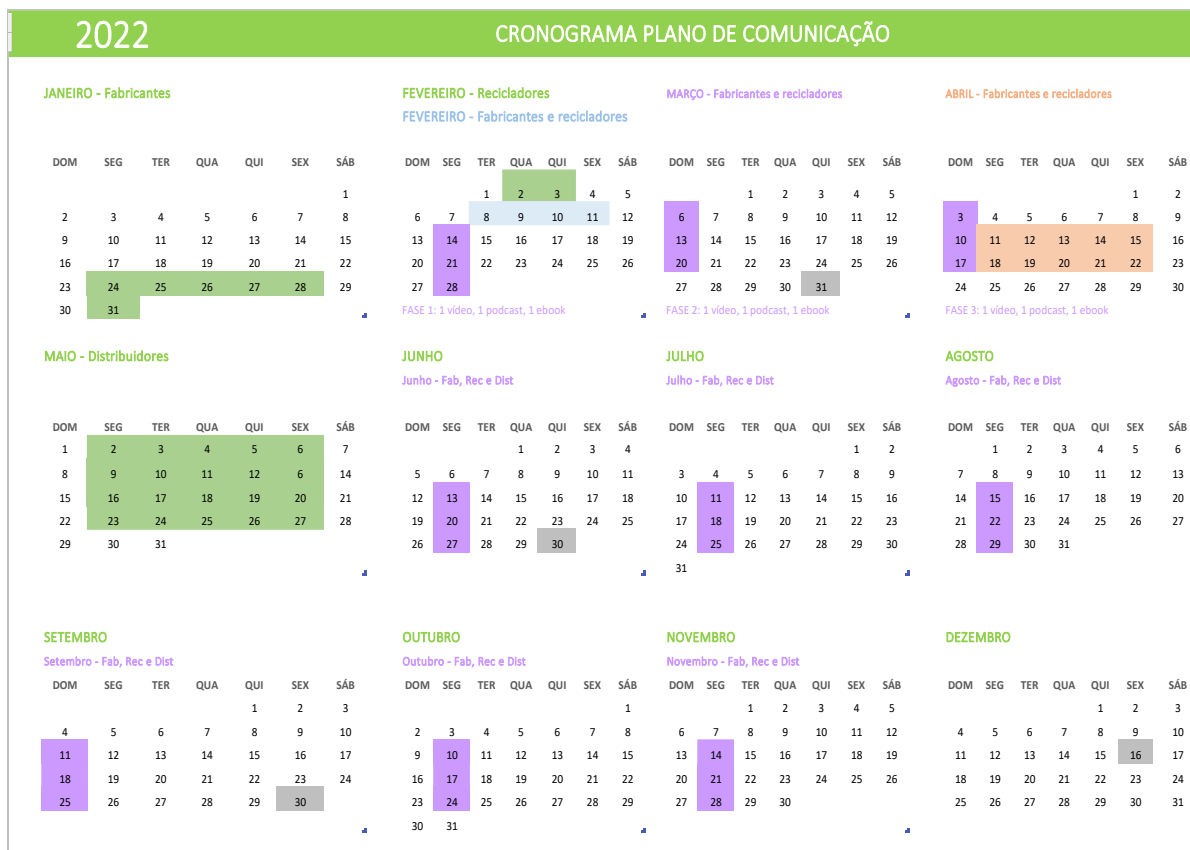 2022 CRONOGRAMA PLANO DE COMUNICAÇÃO
JANEIRO - Fabricantes
DOM SEG TER QUA QUI SEX SÁB
1
2 3 4 5 6 7 8
9 10 11 12 13 14 15
16 17 18 19 20 21 22
23 24 25 26 27 28 29
30 31
FEVEREIRO - Recicladores
FEVEREIRO - Fabricantes e recicladores
DOM SEG TER QUA QUI SEX SÁB
1 2 3 4 5
6 7 8 9 10 11 12
13 14 15 16 17 18 19
20 21 22 23 24 25 26
27 28
FASE 1: 1 vídeo, 1 podcast, 1 ebook
MARÇO - Fabricantes e recicladores
DOM SEG TER QUA QUI SEX SÁB
1 2 3 4 5
6 7 8 9 10 11 12
13 14 15 16 17 18 19
20 21 22 23 24 25 26
27 28 29 30 31
FASE 2: 1 vídeo, 1 podcast, 1 ebook
ABRIL - Fabricantes e recicladores
DOM SEG TER QUA QUI SEX SÁB
1 2
3 4 5 6 7 8 9
10 11 12 13 14 15 16
17 18 19 20 21 22 23
24 25 26 27 28 29 30
FASE 3: 1 vídeo, 1 podcast, 1 ebook
MAIO - Distribuidores
DOM SEG TER QUA QUI SEX SÁB
1 2 3 4 5 6 7
8 9 10 11 12 6 14
15 16 17 18 19 20 21
22 23 24 25 26 27 28
29 30 31
JUNHO
Junho - Fab, Rec e Dist
DOM SEG TER QUA QUI SEX SÁB
1 2 3 4
5 6 7 8 9 10 11
12 13 14 15 16 17 18
19 20 21 22 23 24 25
26 27 28 29 30
JULHO
Julho - Fab, Rec e Dist
DOM SEG TER QUA QUI SEX SÁB
1 2
3 4 5 6 7 8 9
10 11 12 13 14 15 16
17 18 19 20 21 22 23
24 25 26 27 28 29 30
31
AGOSTO
Agosto - Fab, Rec e Dist
DOM SEG TER QUA QUI SEX SÁB
1 2 3 4 5 6
7 8 9 10 11 12 13
14 15 16 17 18 19 20
21 22 23 24 25 26 27
28 29 30 31
SETEMBRO
Setembro - Fab, Rec e Dist
DOM SEG TER QUA QUI SEX SÁB
1 2 3
4 5 6 7 8 9 10
11 12 13 14 15 16 17
18 19 20 21 22 23 24
25 26 27 28 29 30
OUTUBRO
Outubro - Fab, Rec e Dist
DOM SEG TER QUA QUI SEX SÁB
1
2 3 4 5 6 7 8
9 10 11 12 13 14 15
16 17 18 19 20 21 22
23 24 25 26 27 28 29
30 31
NOVEMBRO
Novembro - Fab, Rec e Dist
DOM SEG TER QUA QUI SEX SÁB
1 2 3 4 5
6 7 8 9 10 11 12
13 14 15 16 17 18 19
20 21 22 23 24 25 26
27 28 29 30
DEZEMBRO
DOM SEG TER QUA QUI SEX SÁB
1 2 3
4 5 6 7 8 9 10
11 12 13 14 15 16 17
18 19 20 21 22 23 24
25 26 27 28 29 30 31